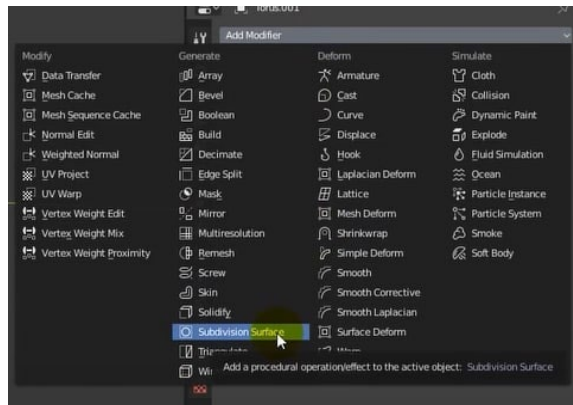 Torus.001
Add Modifier
Modify
Data Transfer
Mesh Cache
Mesh Sequence Cache
Normal Edit
Weighted Normal
UV Project
UV Warp
Vertex Weight Edit
Vertex Weight Mix
Vertex Weight Proximity
Generate
Array
Bevel
Boolean
Build
Decimate
Edge Split
Mask
Mirror
Multiresolution
Remesh
Screw
Skin
Solidify
Subdivision Surface
Triangulate
Wi
Deform
Armature
Cast
Curve
Displace
Hook
Laplacian Deform
Lattice
Mesh Deform
Shrinkwrap
Simple Deform
Smooth
Smooth Corrective
Smooth Laplacian
Surface Deform
Warp
Simulate
Cloth
Collision
Dynamic Paint
Explode
Fluid Simulation
Ocean
Particle Instance
Particle System
Smoke
Soft Body
Add a procedural operation/effect to the active object: Subdivision Surface